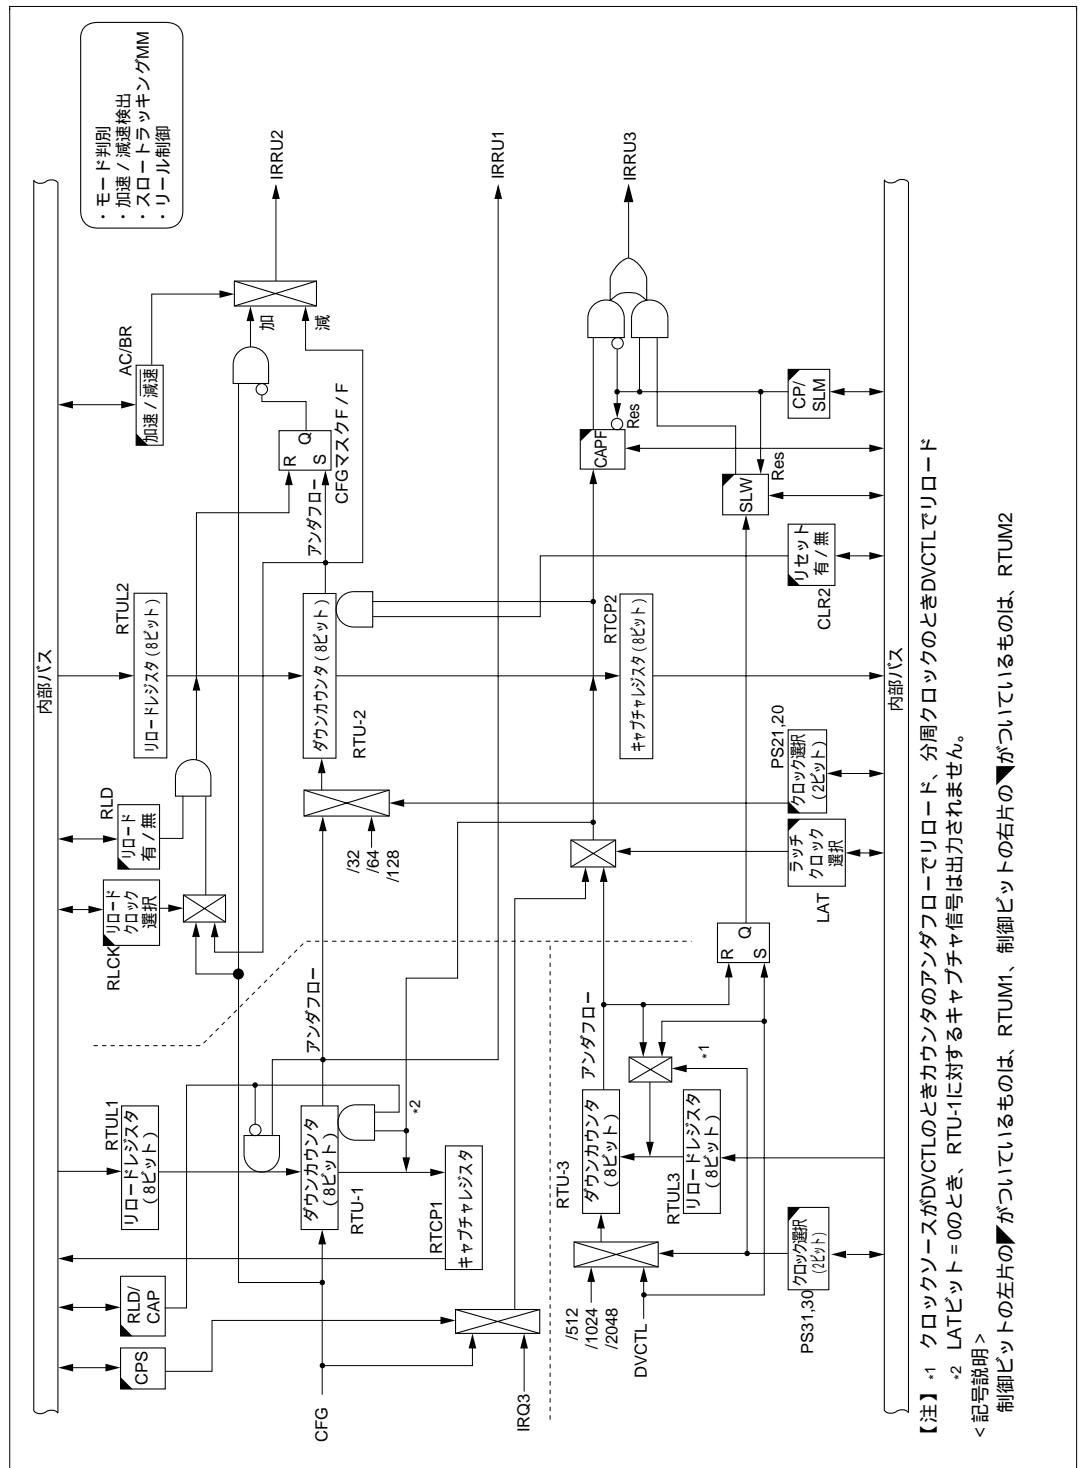 ・モード判別
・加速／減速検出
・スロートラッキングMM
・リール制御
内部バス
IRRU2
IRRU1
IRRU3
AC/BR
加速／減速
加
減
R
Q
S
CFGマスクF／F
アンダフロー
RTUL2
リロードレジスタ（8ビット）
ダウンカウンタ（8ビット）
RTU-2
RTCP2
キャプチャレジスタ（8ビット）
RLD
リロード
有／無
RLCK
リロード
クロック
選択
/32
/64
/128
CAPF
Res
SLW
Res
CP/
SLM
リセット
有／無
CLR2
PS21,20
クロック選択
（2ビット）
ラッチ
クロック
選択
LAT
R
Q
S
アンダフロー
RTUL1
リロードレジスタ
（8ビット）
ダウンカウンタ
（8ビット）
RTU-1
*2
RTCP1
キャプチャレジスタ
RLD/
CAP
CPS
CFG
IRQ3
アンダフロー
*1
RTU-3
ダウンカウンタ
（8ビット）
RTUL3
リロードレジスタ
（8ビット）
/512
/1024
/2048
DVCTL
PS31,30
クロック選択
（2ビット）
内部バス
【注】 *1 クロックソースがDVCTLのときカウンタのアンダフローでリロード、分周クロックのときDVCTLでリロード
*2 LATビット＝0のとき、RTU-1に対するキャプチャ信号は出力されません。
＜記号説明＞
制御ビットの左片の◤がついているものは、RTUM1、制御ビットの右片の◥がついているものは、RTUM2